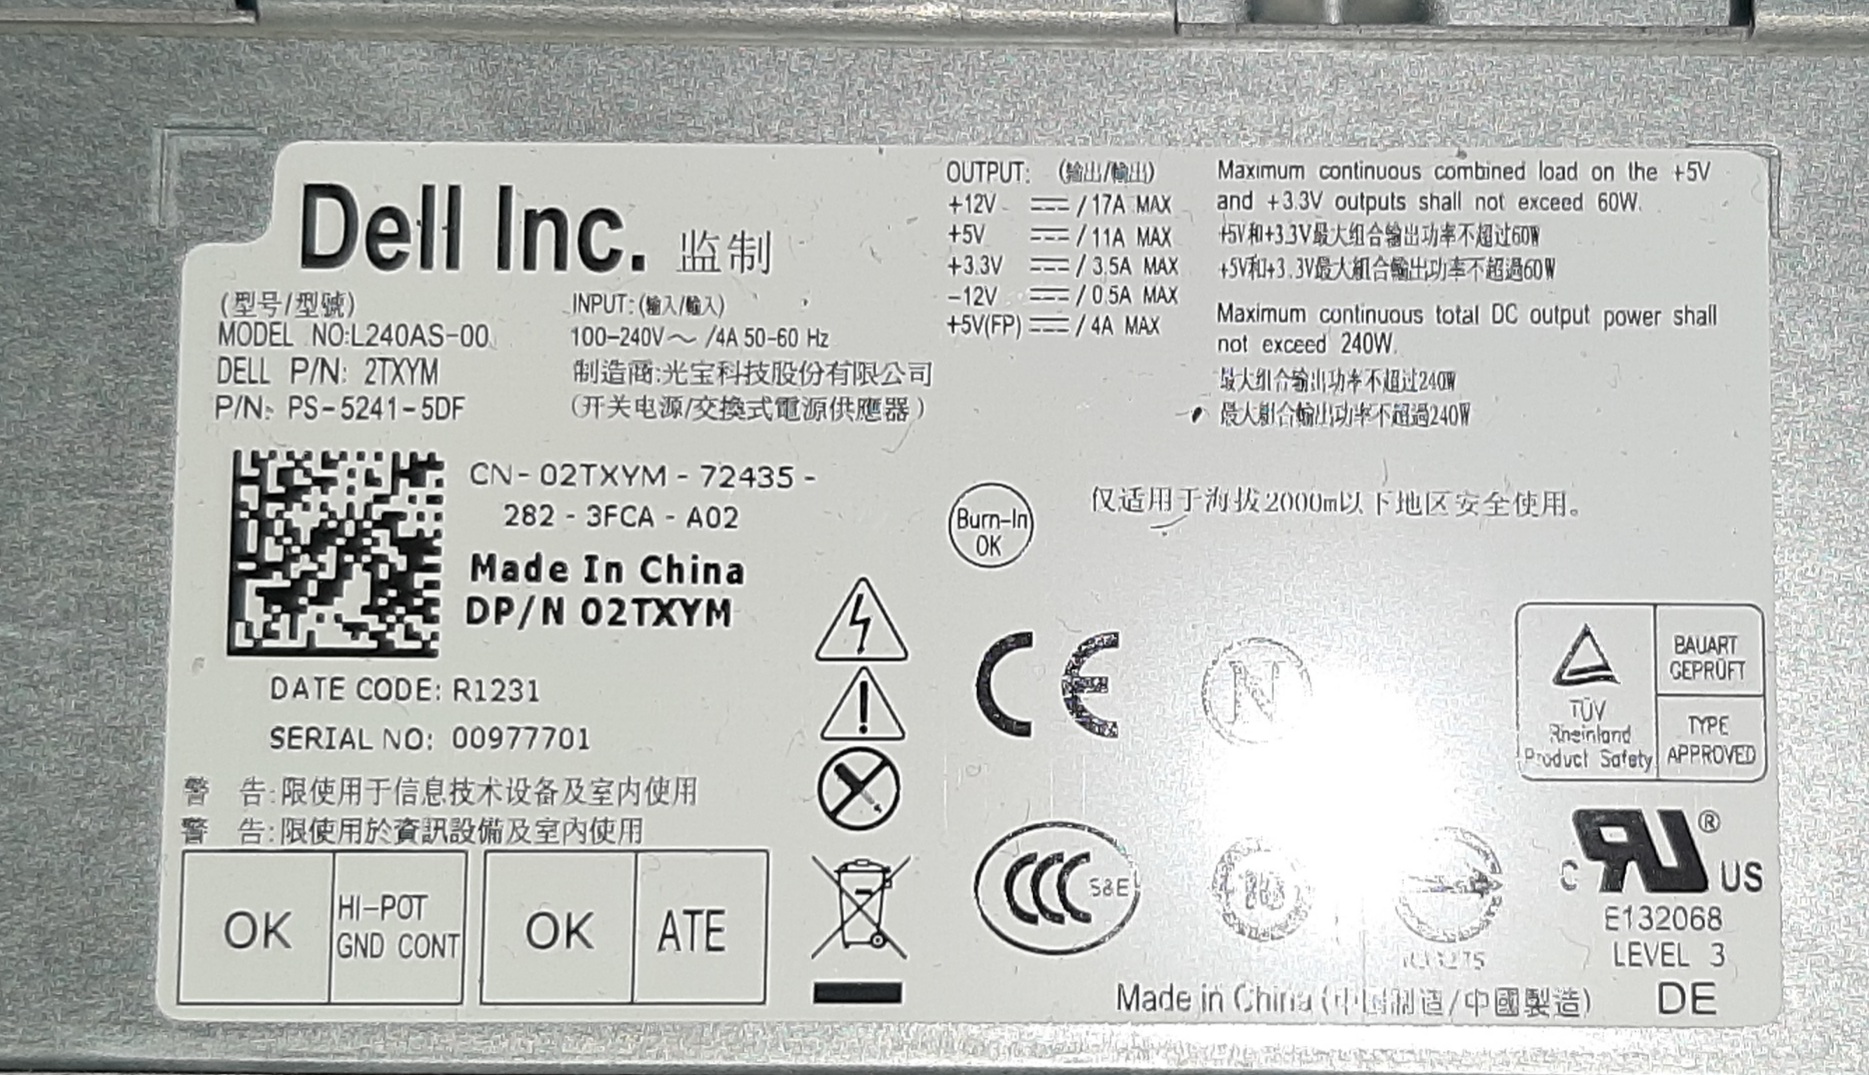 Dell Inc. 监制
(型号/型號)
MODEL NO:L240AS-00
DELL P/N: 2TXYM
P/N: PS-5241-5DF
INPUT: (输入/輸入)
100-240V～ /4A 50-60 Hz
制造商:光宝科技股份有限公司
(开关电源/交換式電源供應器)
OUTPUT: (输出/輸出)
+12V ⎓ / 17A MAX
+5V ⎓ / 11A MAX
+3.3V ⎓ / 3.5A MAX
-12V ⎓ / 0.5A MAX
+5V(FP) ⎓ / 4A MAX
Maximum continuous combined load on the +5V
and +3.3V outputs shall not exceed 60W.
+5V和+3.3V最大组合输出功率不超过60W
+5V和+3.3V最大組合輸出功率不超過60W
Maximum continuous total DC output power shall
not exceed 240W.
最大组合输出功率不超过240W
最大組合輸出功率不超過240W
CN- 02TXYM - 72435 -
282 - 3FCA - A02
Made In China
DP/N 02TXYM
DATE CODE: R1231
SERIAL NO: 00977701
警 告:限使用于信息技术设备及室内使用
警 告:限使用於資訊設備及室內使用
OK
HI-POT
GND CONT
OK
ATE
Burn-In
OK
仅适用于海拔2000m以下地区安全使用。
CE
N
TÜV
Rheinland
Product Safety
BAUART
GEPRÜFT
TYPE
APPROVED
CCC S&E
c UR ® US
E132068
LEVEL 3
Made in China (中国制造/中國製造)
DE